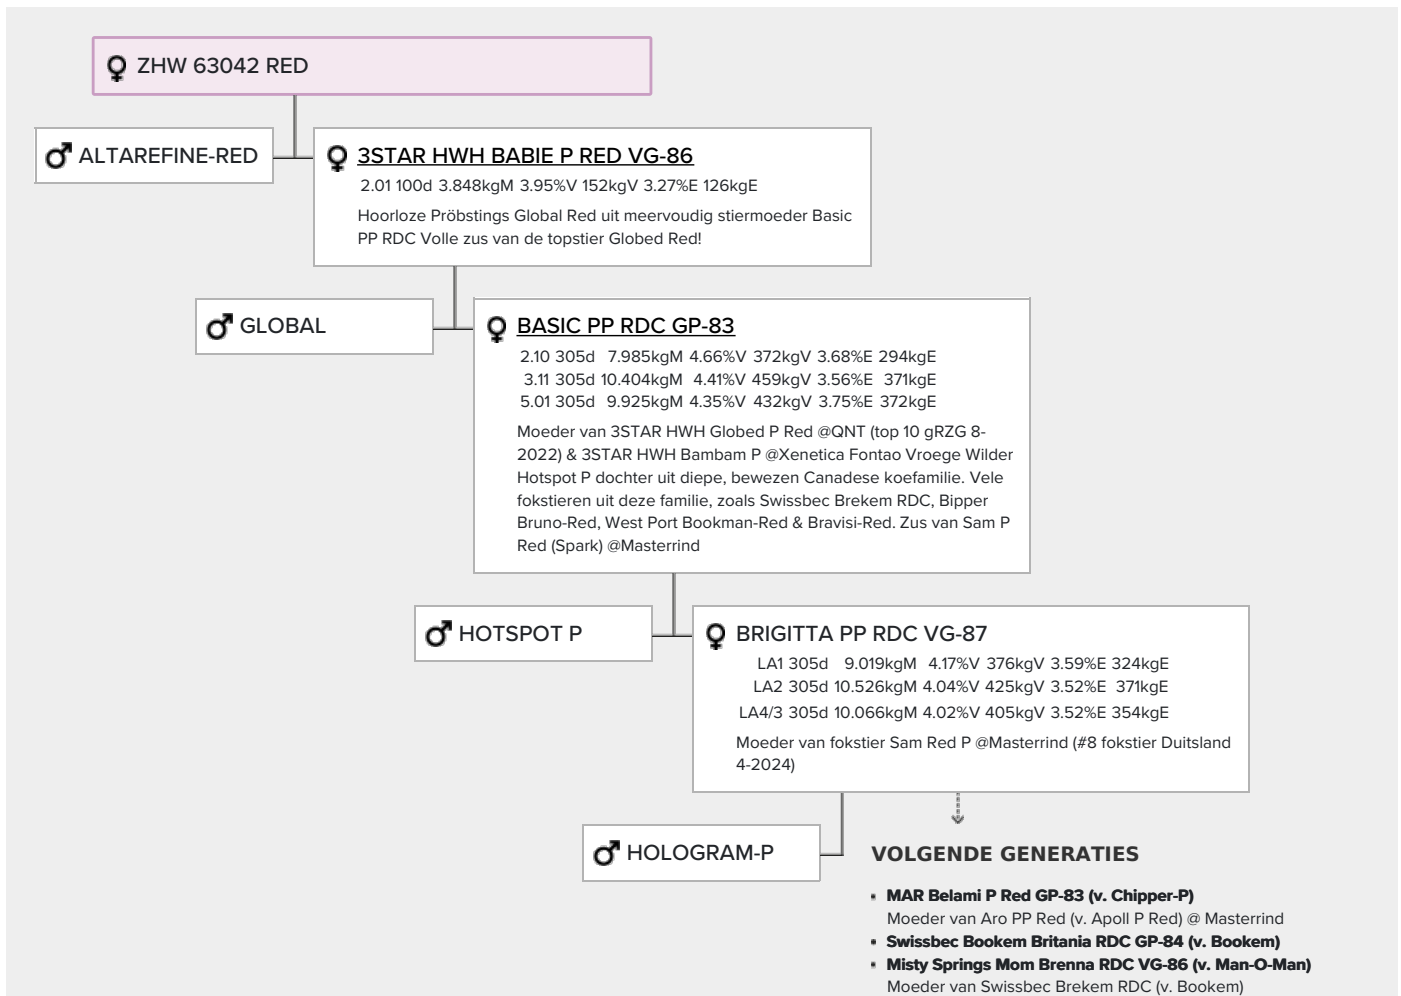 ZHW 63042 RED
ALTAREFINE-RED
3STAR HWH BABIE P RED VG-86
2.01 100d 3.848kgM 3.95%V 152kgV 3.27%E 126kgE
Hoorloze Pröbstings Global Red uit meervoudig stiermoeder Basic
PP RDC Volle zus van de topstier Globed Red!
GLOBAL
BASIC PP RDC GP-83
2.10 305d 7.985kgM 4.66%V 372kgV 3.68%E 294kgE
3.11 305d 10.404kgM 4.41%V 459kgV 3.56%E 371kgE
5.01 305d 9.925kgM 4.35%V 432kgV 3.75%E 372kgE
Moeder van 3STAR HWH Globed P Red @QNT (top 10 gRZG 8-
2022) & 3STAR HWH Bambam P @Xenetica Fontao Vroege Wilder
Hotspot P dochter uit diepe, bewezen Canadese koefamilie. Vele
fokstieren uit deze familie, zoals Swissbec Brekem RDC, Bipper
Bruno-Red, West Port Bookman-Red & Bravisi-Red. Zus van Sam P
Red (Spark) @Masterrind
HOTSPOT P
BRIGITTA PP RDC VG-87
LA1 305d 9.019kgM 4.17%V 376kgV 3.59%E 324kgE
LA2 305d 10.526kgM 4.04%V 425kgV 3.52%E 371kgE
LA4/3 305d 10.066kgM 4.02%V 405kgV 3.52%E 354kgE
Moeder van fokstier Sam Red P @Masterrind (#8 fokstier Duitsland
4-2024)
HOLOGRAM-P
VOLGENDE GENERATIES
• MAR Belami P Red GP-83 (v. Chipper-P)
Moeder van Aro PP Red (v. Apoll P Red) @ Masterrind
• Swissbec Bookem Britania RDC GP-84 (v. Bookem)
• Misty Springs Mom Brenna RDC VG-86 (v. Man-O-Man)
Moeder van Swissbec Brekem RDC (v. Bookem)